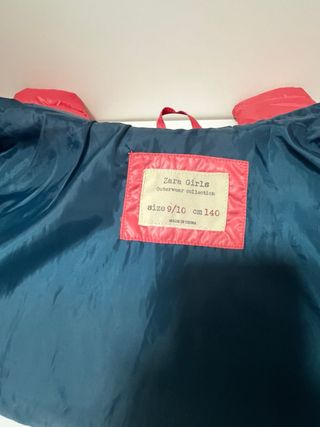 Zara Girls
Outerwear collection
size 9/10 cm 140
MADE IN CHINA